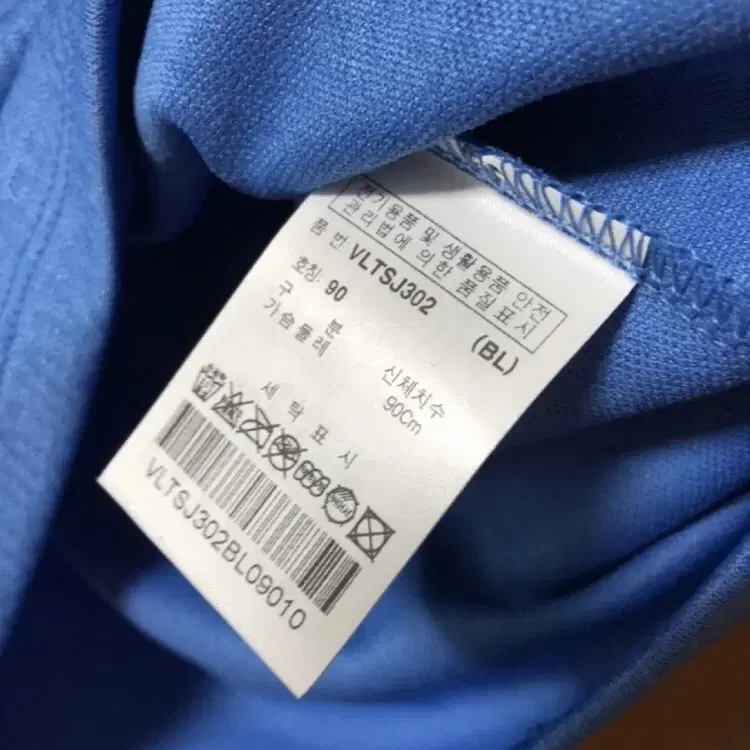 전기용품 및 생활용품 안전
관리법에 의한 품질표시
품 번: VLTSJ302 (BL)
호칭: 90
구 분 신체치수
가슴둘레 90Cm
세 탁 표 시
VLTSJ302BL09010